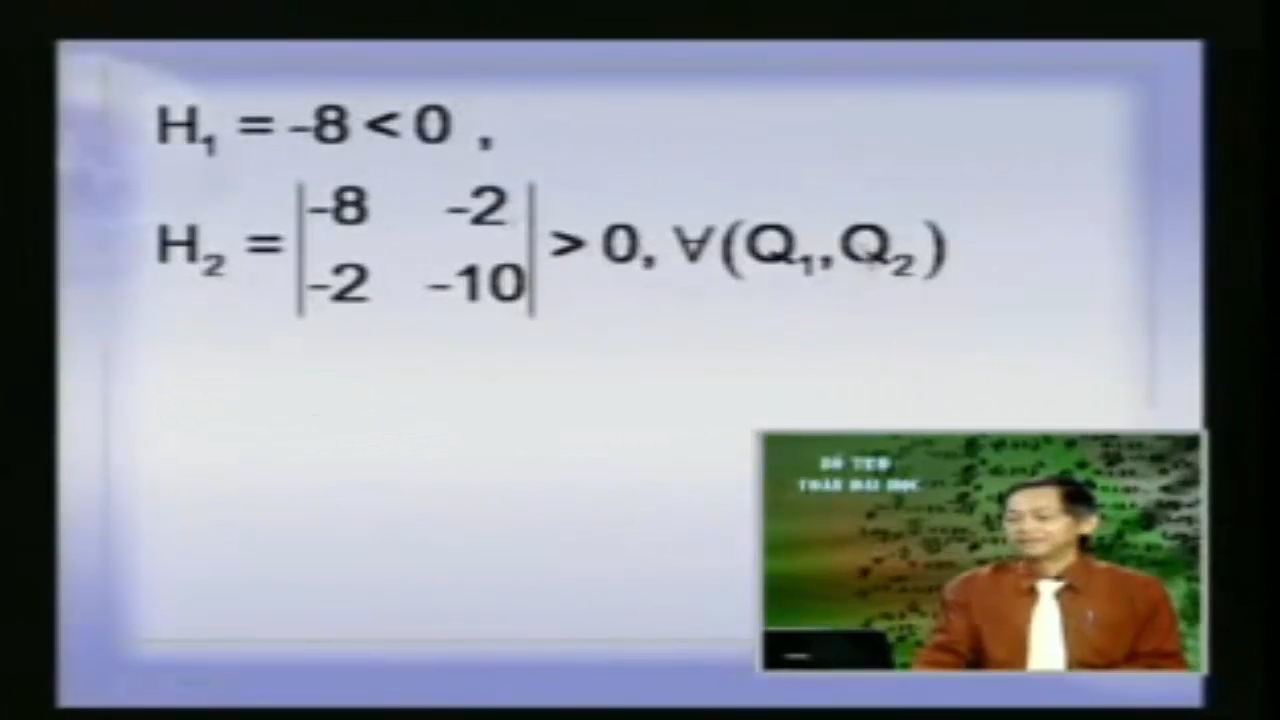 H₁ = -8 < 0 ,
H₂ = |-8 -2| > 0, ∀(Q₁,Q₂)
|-2 -10|